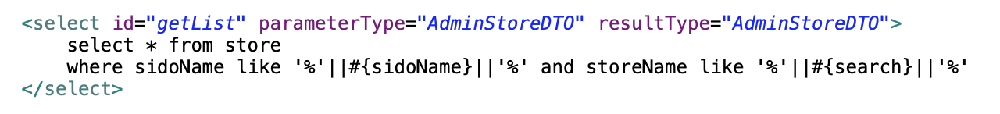 <select id="getList" parameterType="AdminStoreDTO" resultType="AdminStoreDTO">
select * from store
where sidoName like '%'||#{sidoName}||'%' and storeName like '%'||#{search}||'%'
</select>